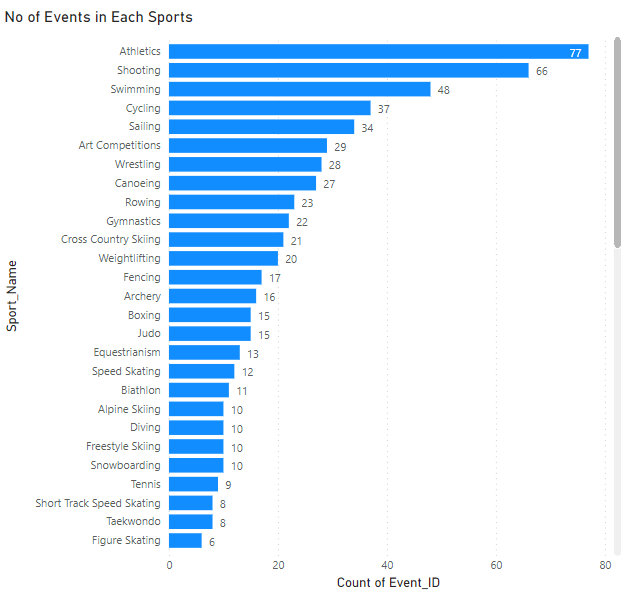 No of Events in Each Sports
Sport_Name
Athletics 77
Shooting 66
Swimming 48
Cycling 37
Sailing 34
Art Competitions 29
Wrestling 28
Canoeing 27
Rowing 23
Gymnastics 22
Cross Country Skiing 21
Weightlifting 20
Fencing 17
Archery 16
Boxing 15
Judo 15
Equestrianism 13
Speed Skating 12
Biathlon 11
Alpine Skiing 10
Diving 10
Freestyle Skiing 10
Snowboarding 10
Tennis 9
Short Track Speed Skating 8
Taekwondo 8
Figure Skating 6
0 20 40 60 80
Count of Event_ID